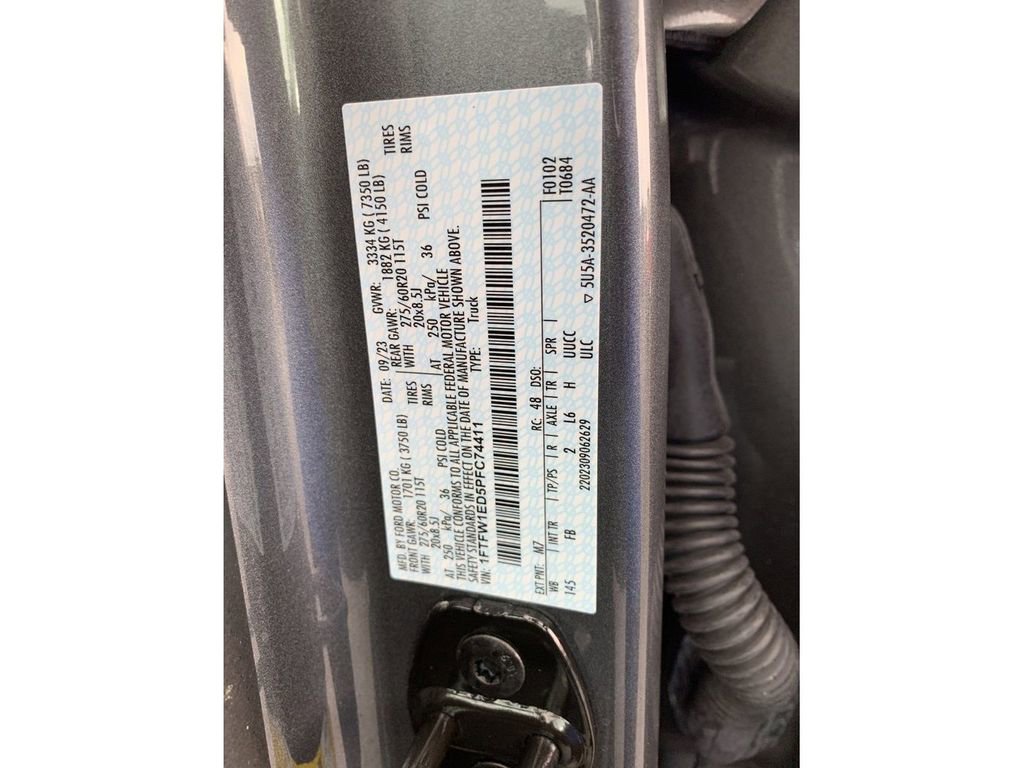 MFD. BY FORD MOTOR CO. DATE: 09/23 GVWR: 3334 KG ( 7350 LB)
FRONT GAWR: 1701 KG ( 3750 LB) REAR GAWR: 1882 KG ( 4150 LB)
WITH 275/60R20 115T TIRES WITH 275/60R20 115T TIRES
20x8.5J RIMS 20x8.5J RIMS
AT 250 kPa/ 36 PSI COLD AT 250 kPa/ 36 PSI COLD
THIS VEHICLE CONFORMS TO ALL APPLICABLE FEDERAL MOTOR VEHICLE
SAFETY STANDARDS IN EFFECT ON THE DATE OF MANUFACTURE SHOWN ABOVE.
VIN: 1FTFW1ED5PFC74411 TYPE: Truck
EXT PNT: M7 RC: 48 DSO: F0102
WB INT TR TP/PS R AXLE TR SPR T0684
145 FB 2 L6 H UUCC
2202309062629 ULC ▽ 5U5A-3520472-AA